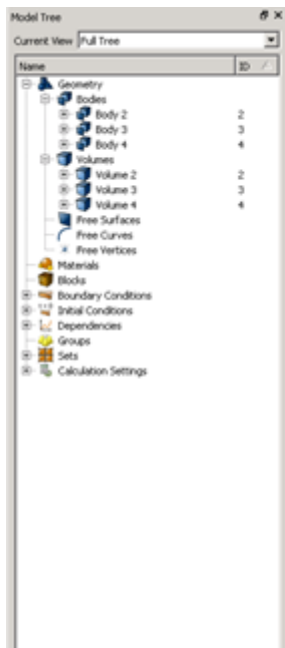 Model Tree
Current View Full Tree
Name ID
Geometry
Bodies
Body 2 2
Body 3 3
Body 4 4
Volumes
Volume 2 2
Volume 3 3
Volume 4 4
Free Surfaces
Free Curves
Free Vertices
Materials
Blocks
Boundary Conditions
Initial Conditions
Dependencies
Groups
Sets
Calculation Settings